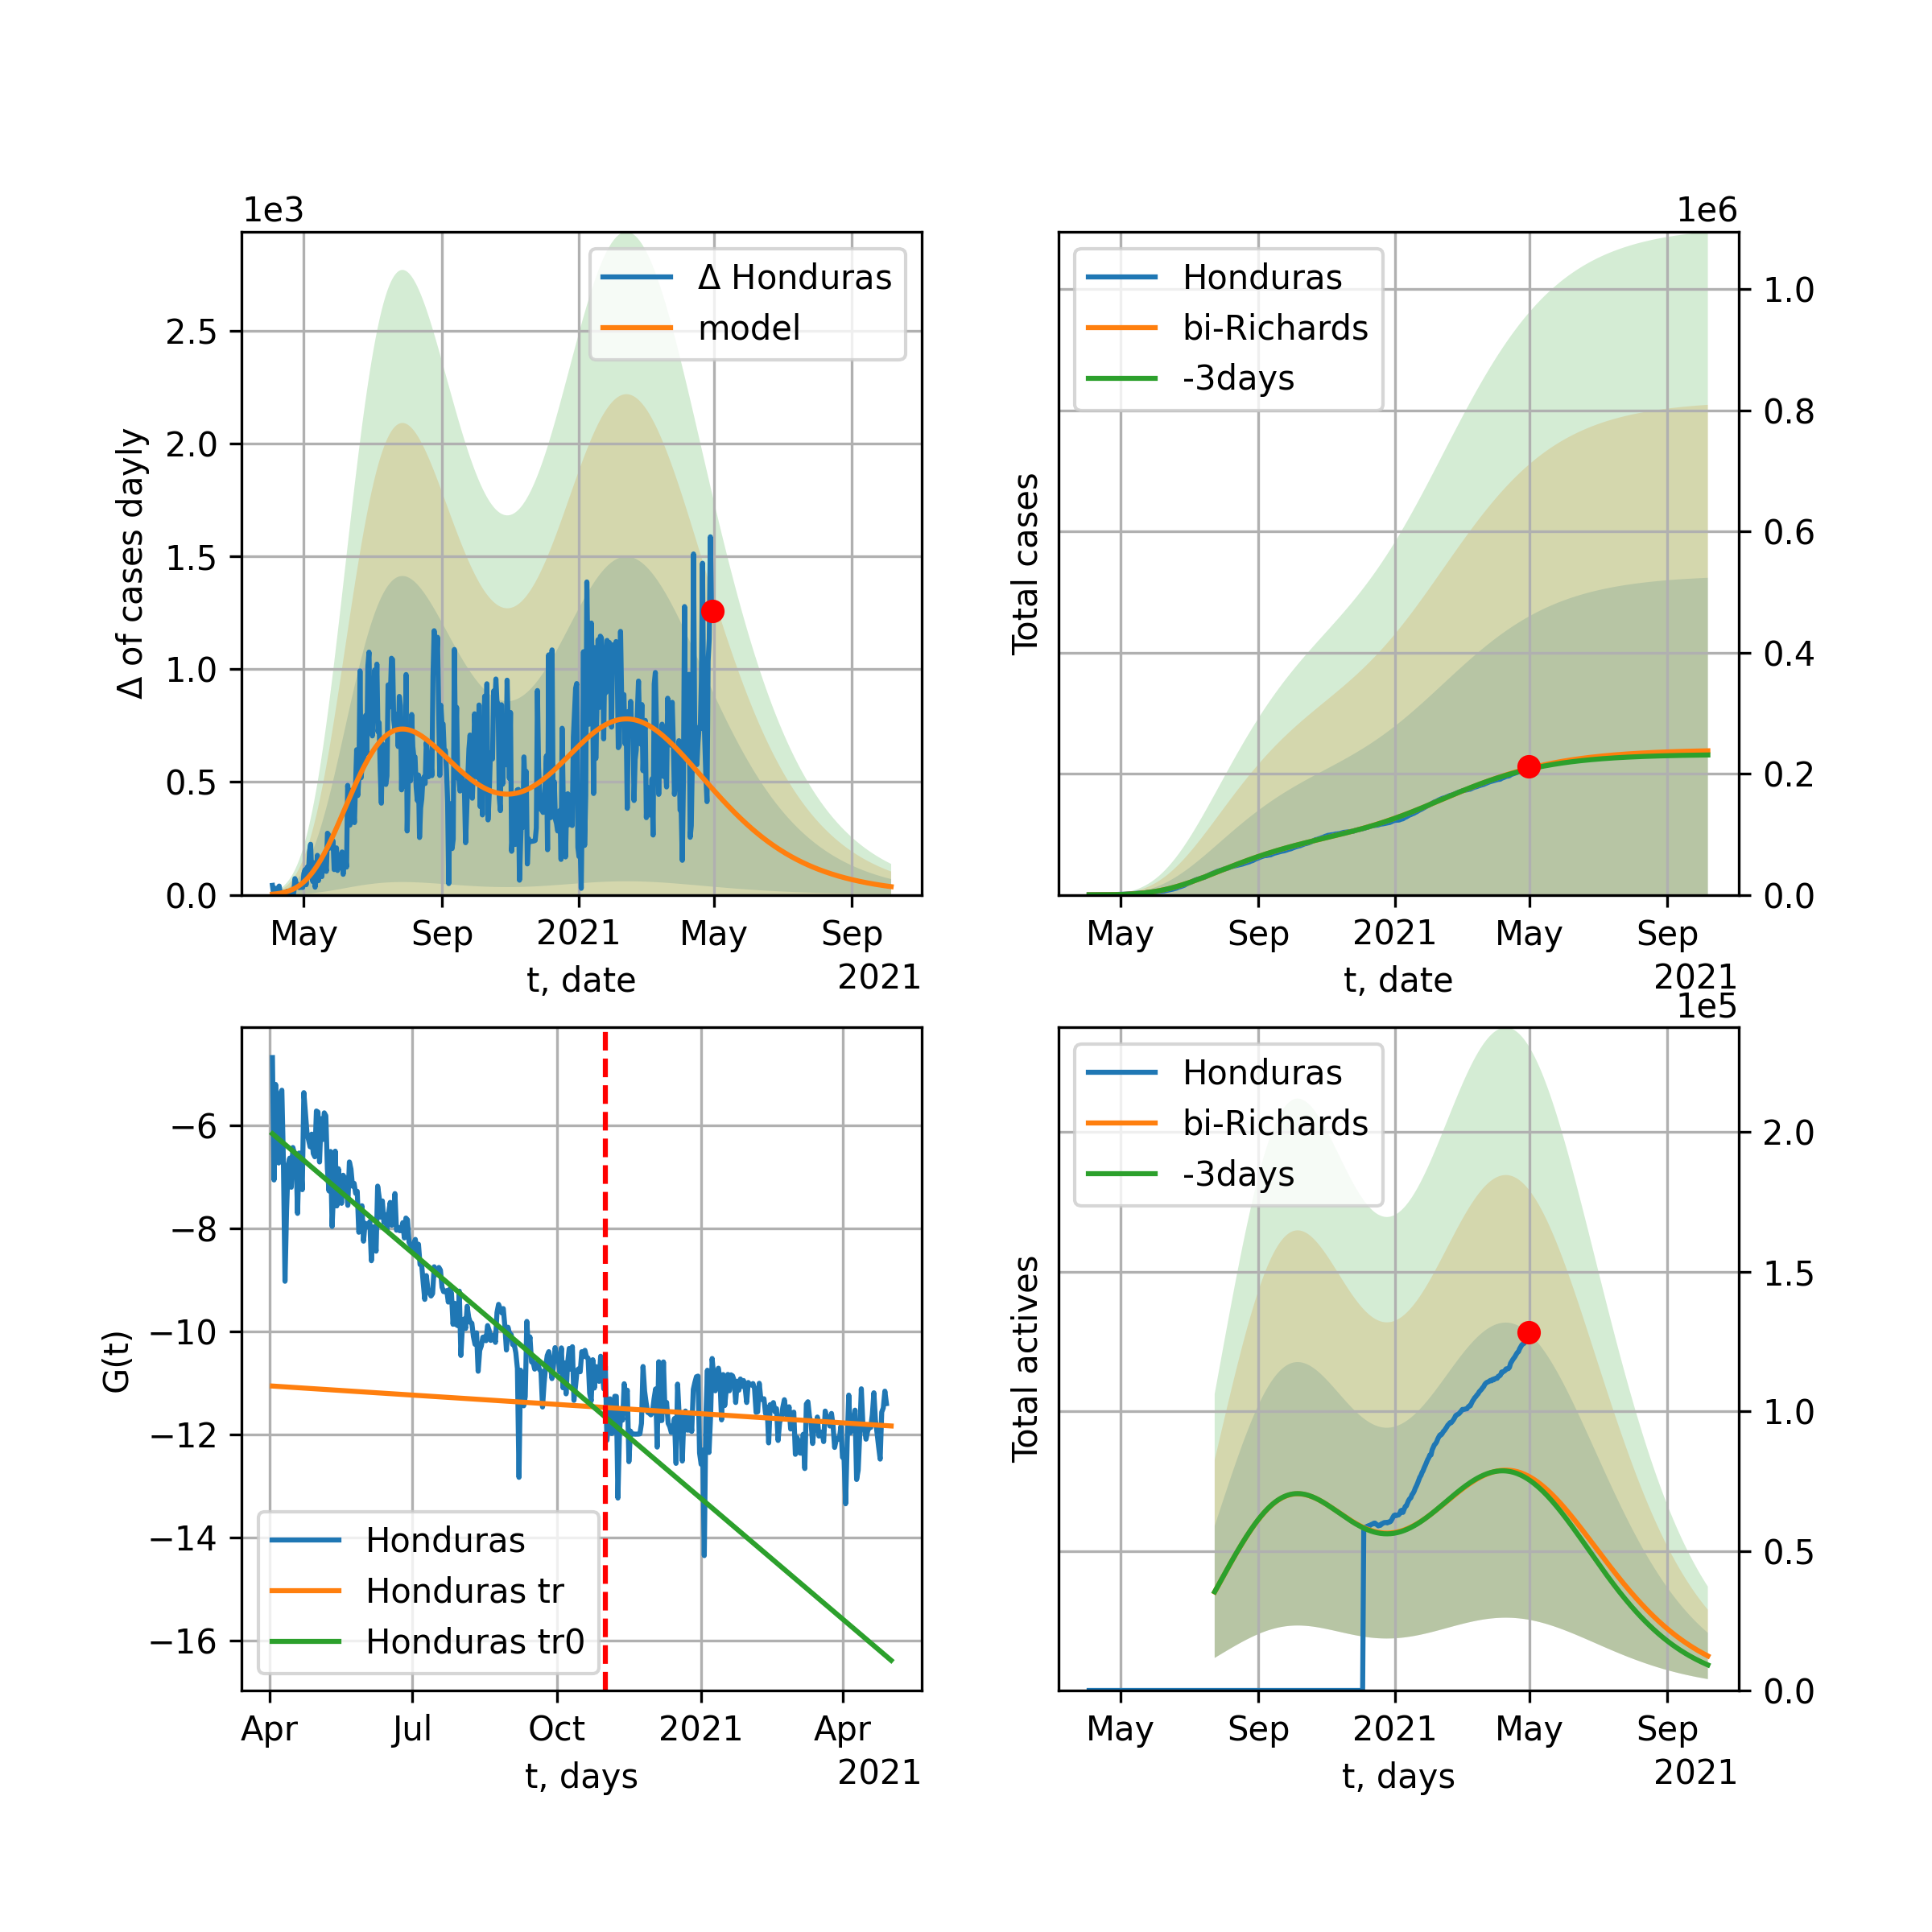 1e3
Δ of cases dayly
2.5
2.0
1.5
1.0
0.5
0.0
Δ Honduras
model
May Sep 2021 May Sep
t, date
2021
1e6
Total cases
Honduras
bi-Richards
-3days
1.0
0.8
0.6
0.4
0.2
0.0
May Sep 2021 May Sep
t, date
2021
G(t)
−6
−8
−10
−12
−14
−16
Honduras
Honduras tr
Honduras tr0
Apr Jul Oct 2021 Apr
t, days
2021
1e5
Total actives
Honduras
bi-Richards
-3days
2.0
1.5
1.0
0.5
0.0
May Sep 2021 May Sep
t, days
2021